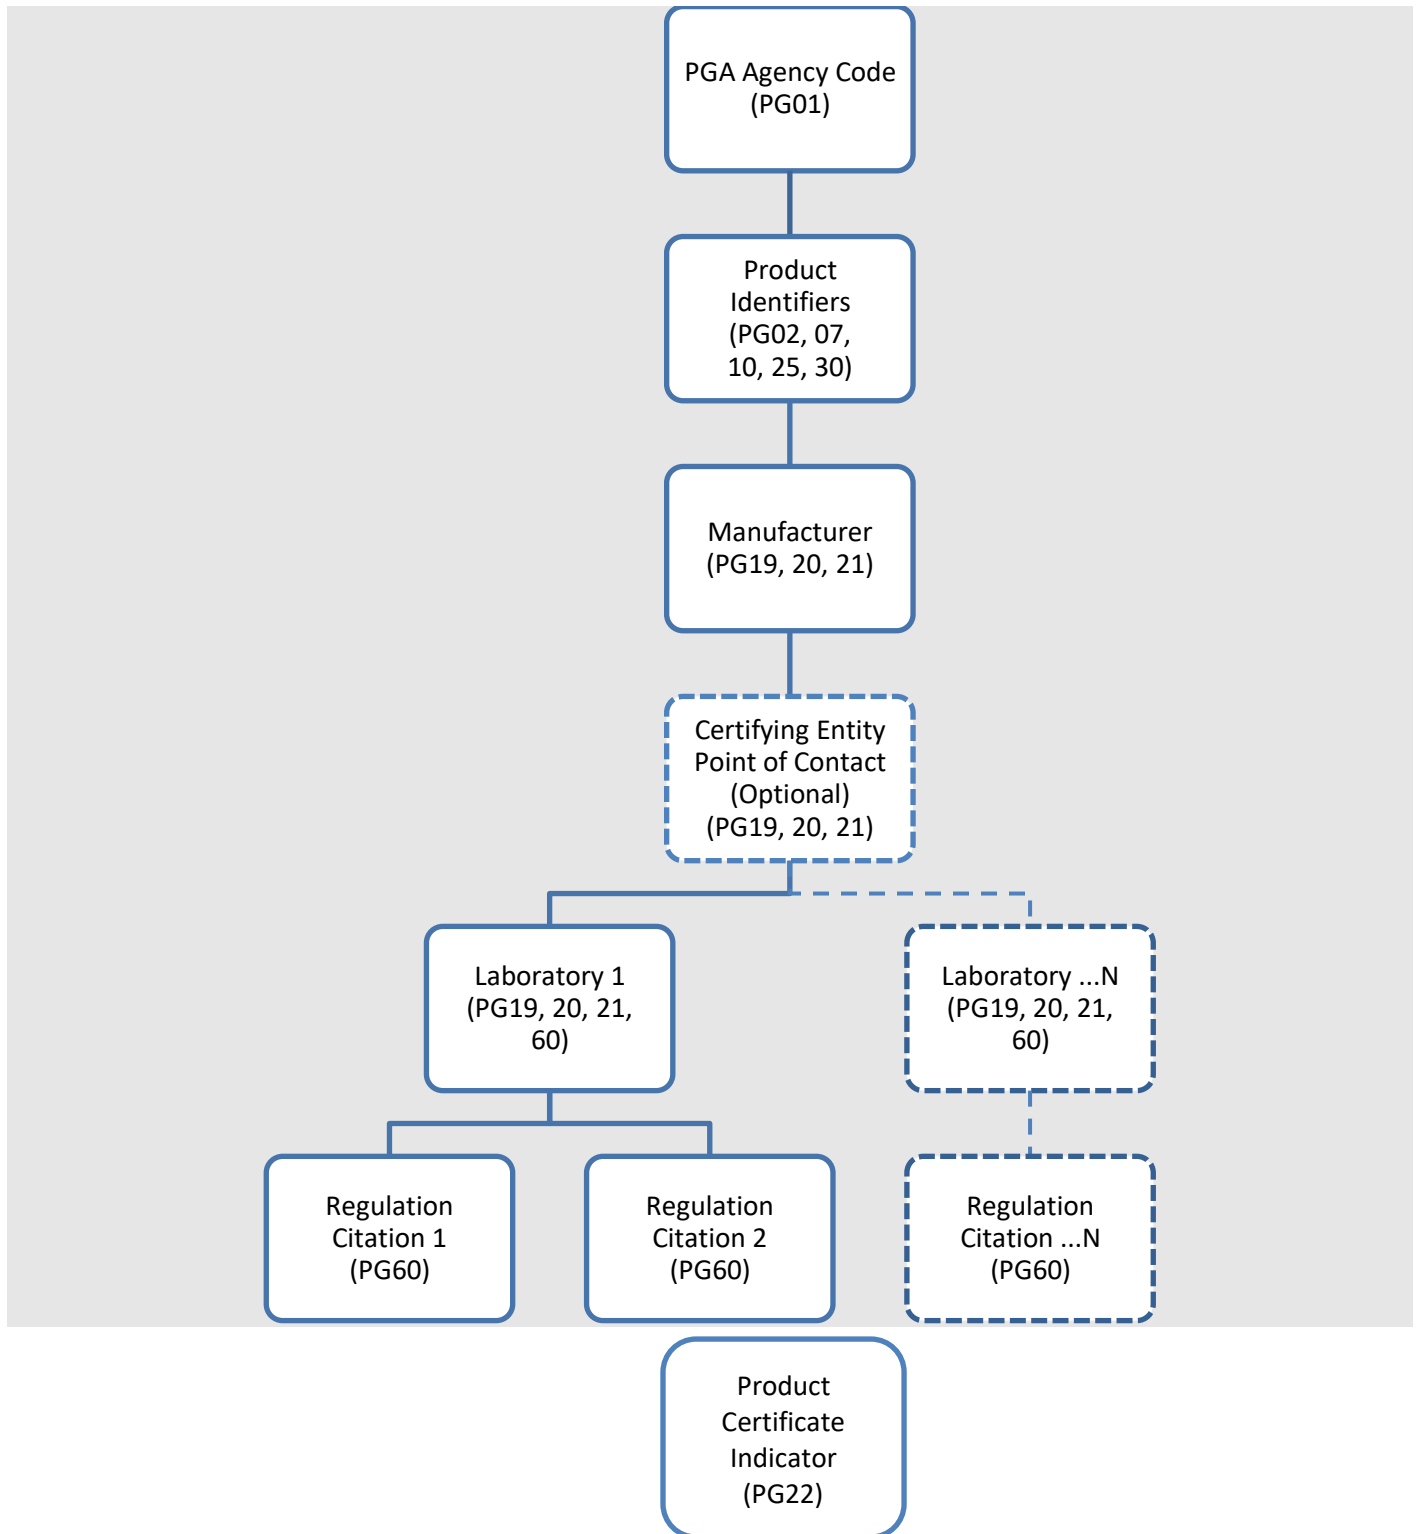 PGA Agency Code
(PG01)
Product
Identifiers
(PG02, 07,
10, 25, 30)
Manufacturer
(PG19, 20, 21)
Certifying Entity
Point of Contact
(Optional)
(PG19, 20, 21)
Laboratory 1
(PG19, 20, 21,
60)
Laboratory ...N
(PG19, 20, 21,
60)
Regulation
Citation 1
(PG60)
Regulation
Citation 2
(PG60)
Regulation
Citation ...N
(PG60)
Product
Certificate
Indicator
(PG22)